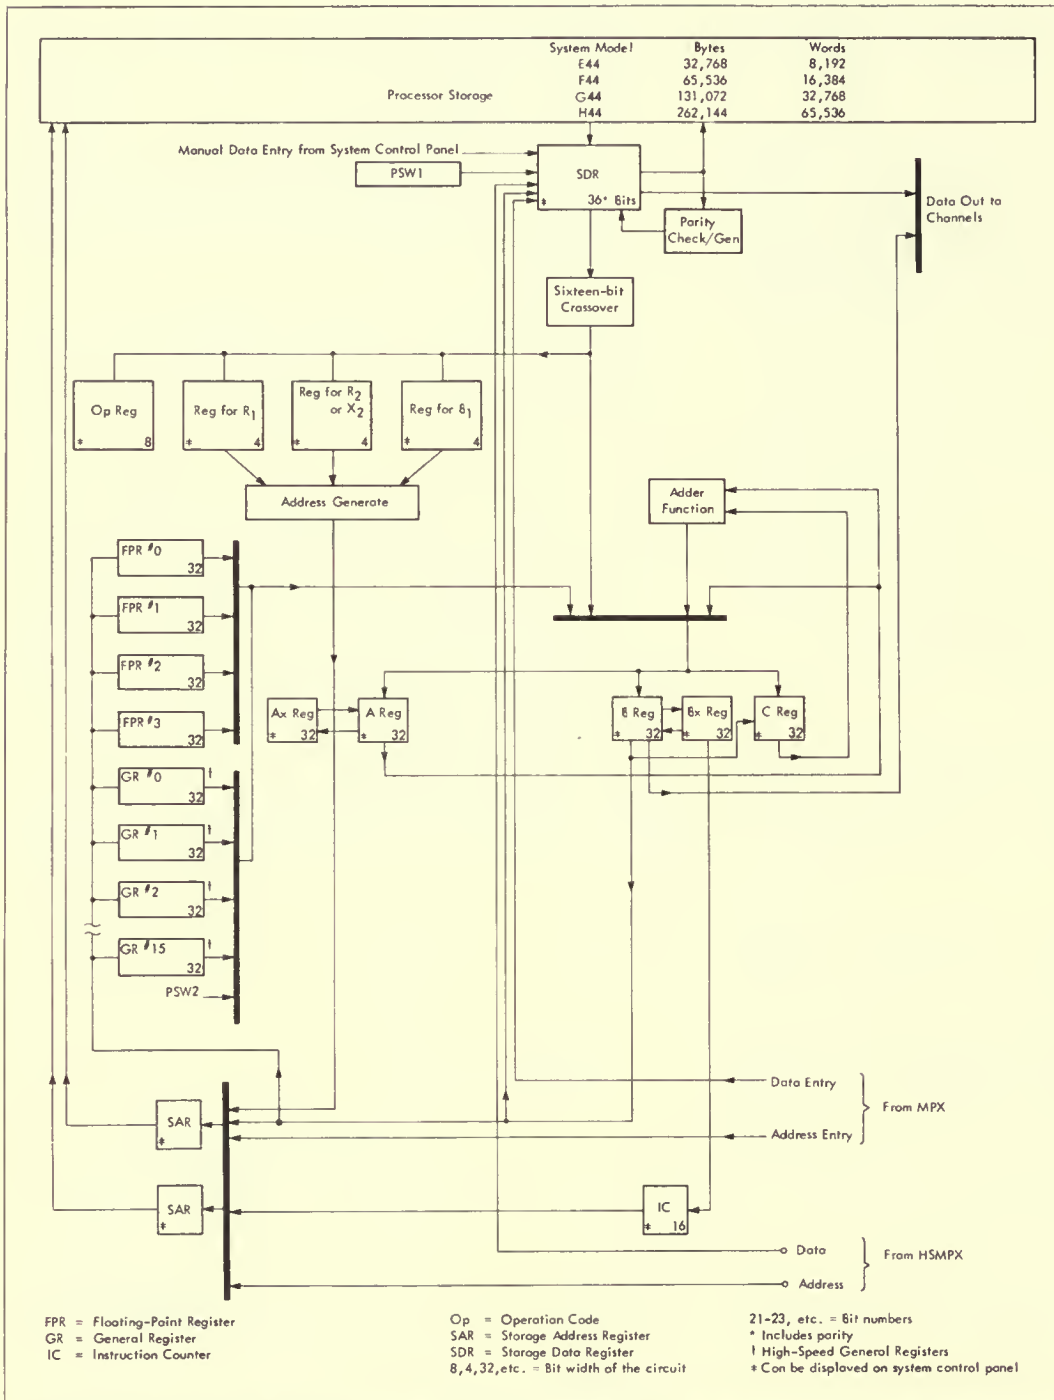 System Model Bytes Words
E44 32,768 8,192
F44 65,536 16,384
Processor Storage G44 131,072 32,768
H44 262,144 65,536
Manual Data Entry from System Control Panel
PSW1
SDR
36* Bits
‡
Parity
Check/Gen
Data Out to
Channels
Sixteen-bit
Crossover
Op Reg
‡ 8
Reg for R1
‡ 4
Reg for R2
or X2
‡ 4
Reg for B1
‡ 4
Address Generate
Adder
Function
FPR #0
32
FPR #1
32
FPR #2
32
FPR #3
32
Ax Reg
‡ 32
A Reg
‡ 32
B Reg
‡ 32
Bx Reg
‡ 32
C Reg
‡ 32
GR #0 †
32
GR #1 †
32
GR #2 †
32
GR #15 †
32
PSW2
Data Entry
From MPX
Address Entry
SAR
‡
SAR
‡
IC
‡ 16
Data
From HSMPX
Address
FPR = Floating-Point Register
GR = General Register
IC = Instruction Counter
Op = Operation Code
SAR = Storage Address Register
SDR = Storage Data Register
8,4,32,etc. = Bit width of the circuit
21-23, etc. = Bit numbers
* Includes parity
† High-Speed General Registers
‡ Can be displayed on system control panel